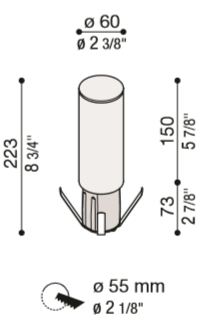 ø 60
ø 2 3/8"
223
8 3/4"
150
5 7/8"
73
2 7/8"
ø 55 mm
ø 2 1/8"